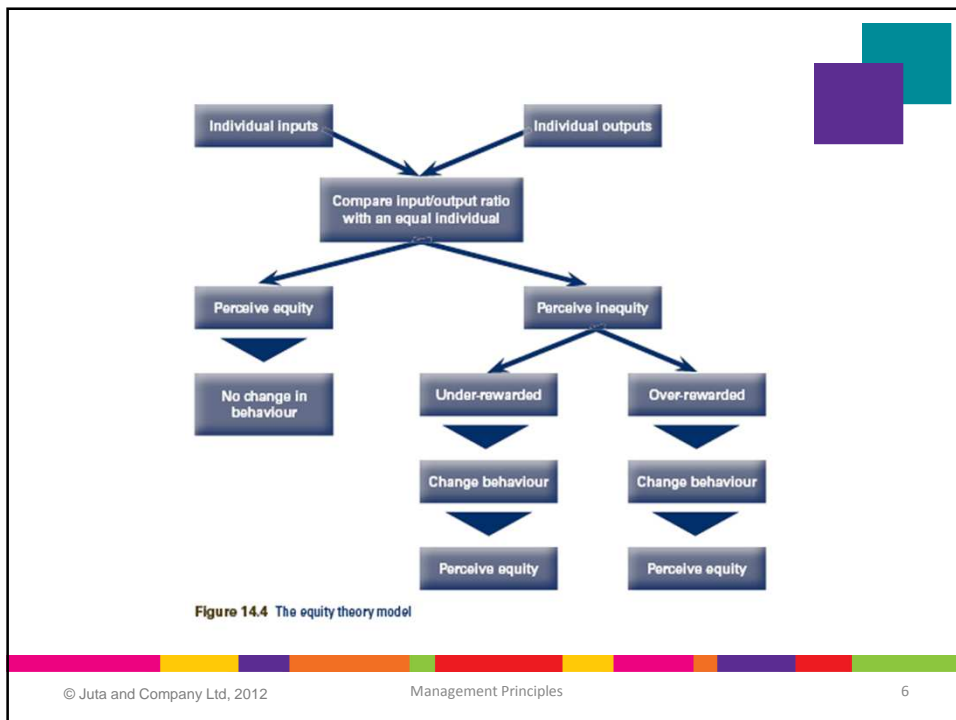 Individual inputs
Individual outputs
Compare input/output ratio
with an equal individual
Perceive equity
Perceive inequity
No change in
behaviour
Under-rewarded
Over-rewarded
Change behaviour
Change behaviour
Perceive equity
Perceive equity
Figure 14.4 The equity theory model
© Juta and Company Ltd, 2012
Management Principles
6